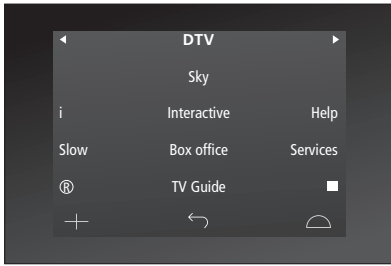 DTV
Sky
i Interactive Help
Slow Box office Services
® TV Guide